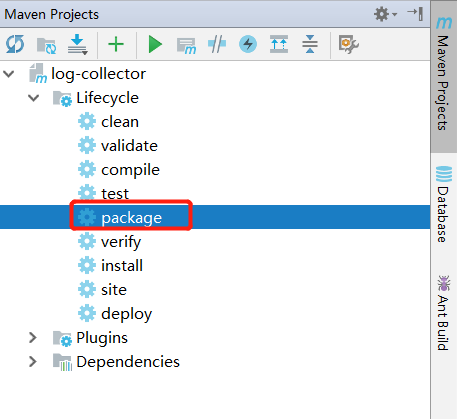 Maven Projects
log-collector
Lifecycle
clean
validate
compile
test
package
verify
install
site
deploy
Plugins
Dependencies
Maven Projects
Database
Ant Build